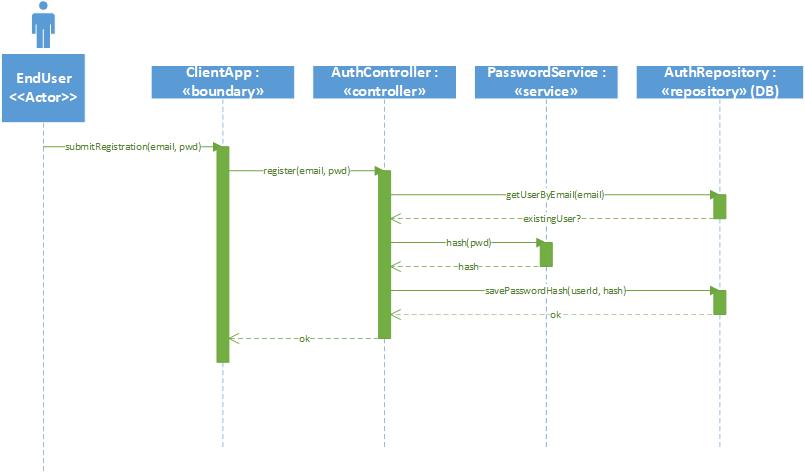 EndUser
<<Actor>>
ClientApp :
«boundary»
AuthController :
«controller»
PasswordService :
«service»
AuthRepository :
«repository» (DB)
submitRegistration(email, pwd)
register(email, pwd)
getUserByEmail(email)
existingUser?
hash(pwd)
hash
savePasswordHash(userId, hash)
ok
ok